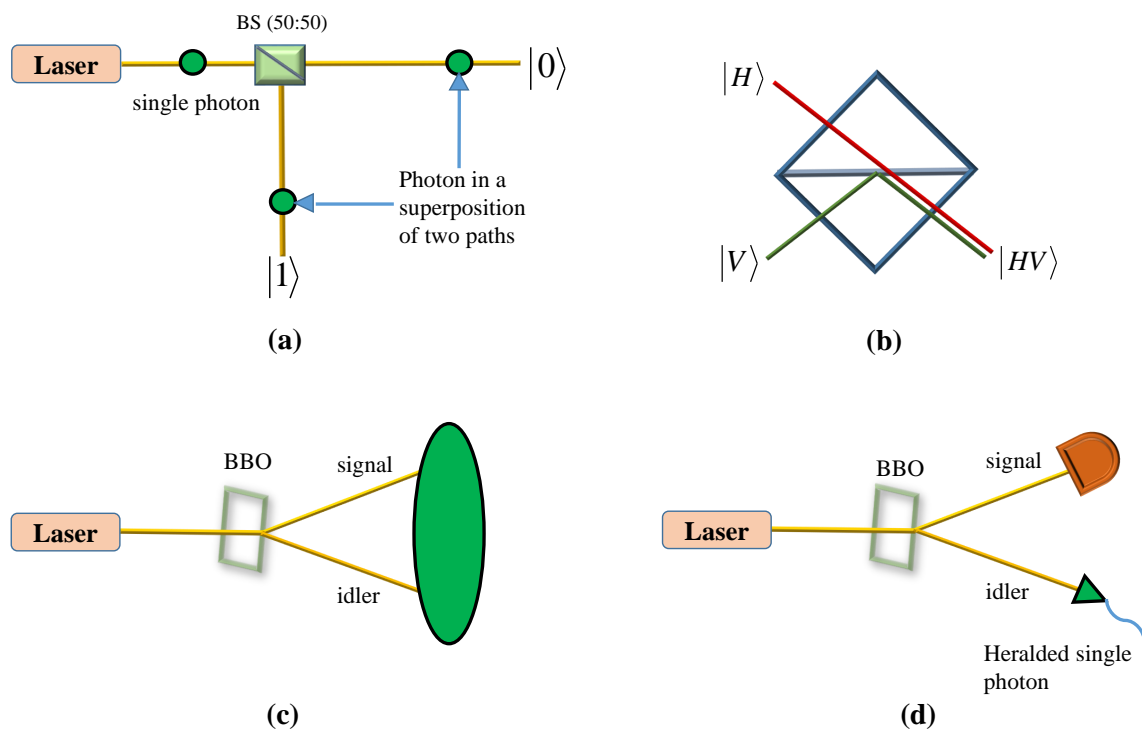 BS (50:50)
Laser
|0⟩
single photon
Photon in a
superposition
of two paths
|1⟩
(a)
|H⟩
|V⟩
|HV⟩
(b)
BBO
signal
Laser
idler
(c)
BBO
signal
Laser
idler
Heralded single
photon
(d)